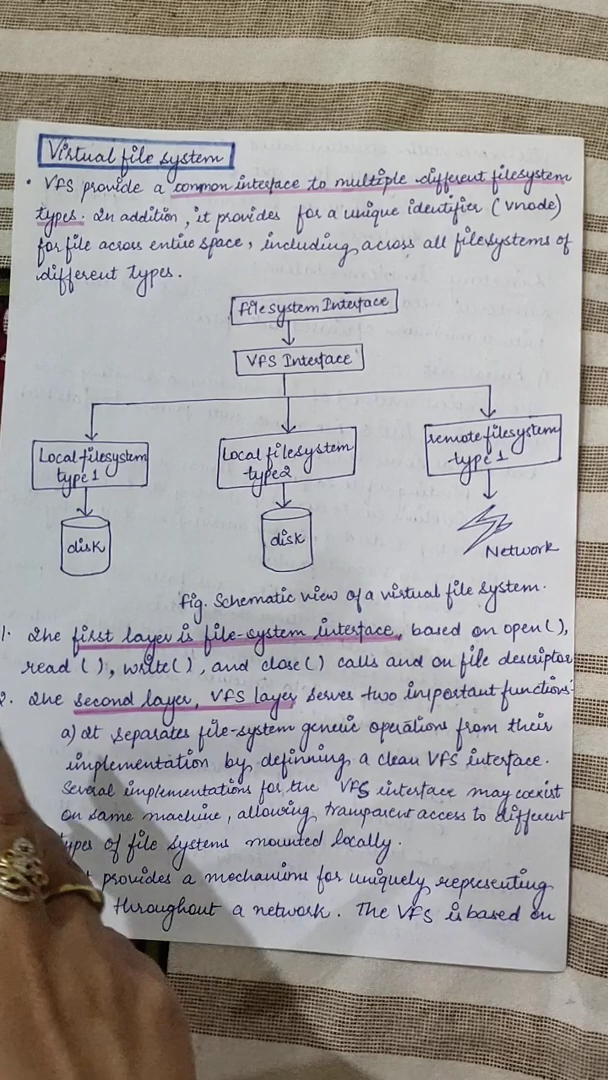 Virtual file system
• VFS provide a common interface to multiple different filesystem
types. In addition, it provides for a unique identifier (vnode)
for file across entire space, including across all filesystems of
different types.
file system Interface
VFS Interface
Local filesystem
type 1
Local filesystem
type 2
remote filesystem
type 1
disk
disk
Network
fig. Schematic view of a virtual file system.
1. The first layer is file-system interface, based on open(),
read(), write(), and close() calls and on file descriptor
2. The second layer, VFS layer serves two important functions:
a) It separates file-system generic operations from their
implementation by definning a clean VFS interface.
Several implementations for the VFS interface may coexist
on same machine, allowing transparent access to different
types of file systems mounted locally.
provides a mechanims for uniquely representing
throughout a network. The VFS is based on